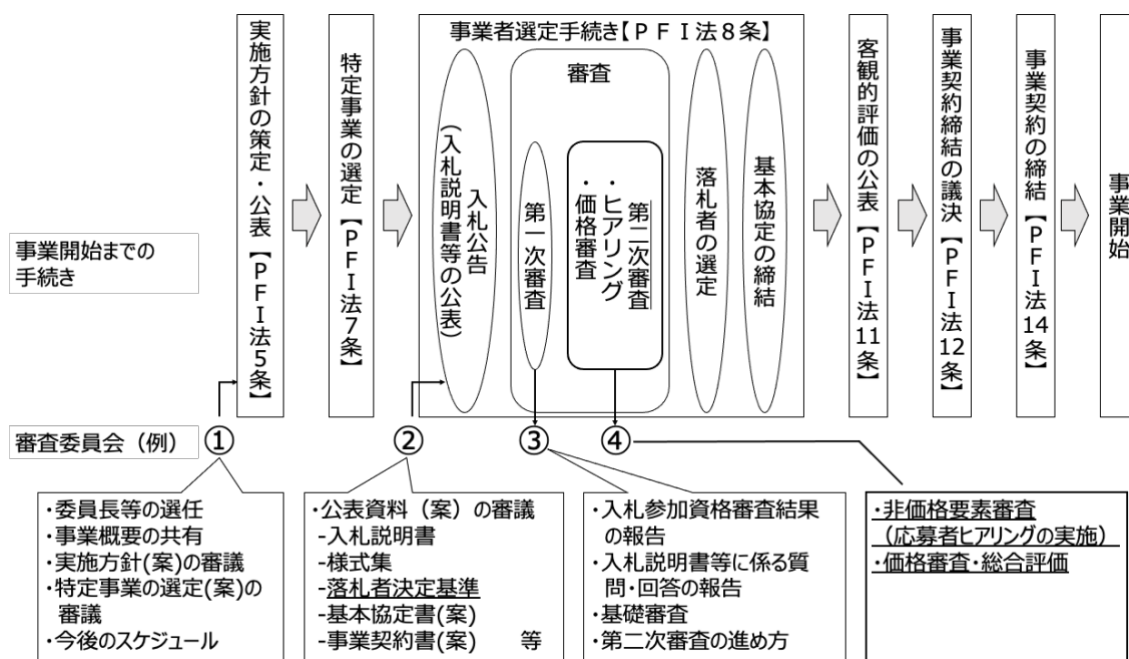 事業開始までの
手続き
実施方針の策定・公表【PFI法5条】
特定事業の選定【PFI法7条】
事業者選定手続き【PFI法8条】
入札公告
(入札説明書等の公表)
審査
第一次審査
第二次審査
・ヒアリング
・価格審査
落札者の選定
基本協定の締結
客観的評価の公表【PFI法11条】
事業契約締結の議決【PFI法12条】
事業契約の締結【PFI法14条】
事業開始
審査委員会（例）
①
②
③
④
・委員長等の選任
・事業概要の共有
・実施方針(案)の審議
・特定事業の選定(案)の
審議
・今後のスケジュール
・公表資料（案）の審議
-入札説明書
-様式集
-落札者決定基準
-基本協定書(案)
-事業契約書(案)　等
・入札参加資格審査結果
の報告
・入札説明書等に係る質
問・回答の報告
・基礎審査
・第二次審査の進め方
・非価格要素審査
（応募者ヒアリングの実施）
・価格審査・総合評価